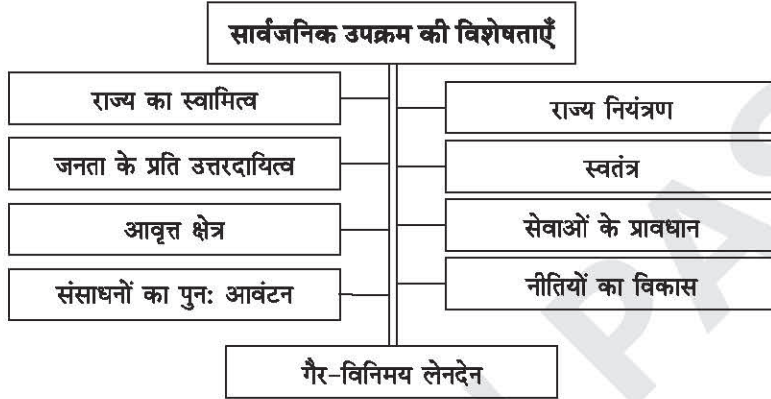 सार्वजनिक उपक्रम की विशेषताएँ
राज्य का स्वामित्व
राज्य नियंत्रण
जनता के प्रति उत्तरदायित्व
स्वतंत्र
आवृत्त क्षेत्र
सेवाओं के प्रावधान
संसाधनों का पुन: आवंटन
नीतियों का विकास
गैर-विनिमय लेनदेन